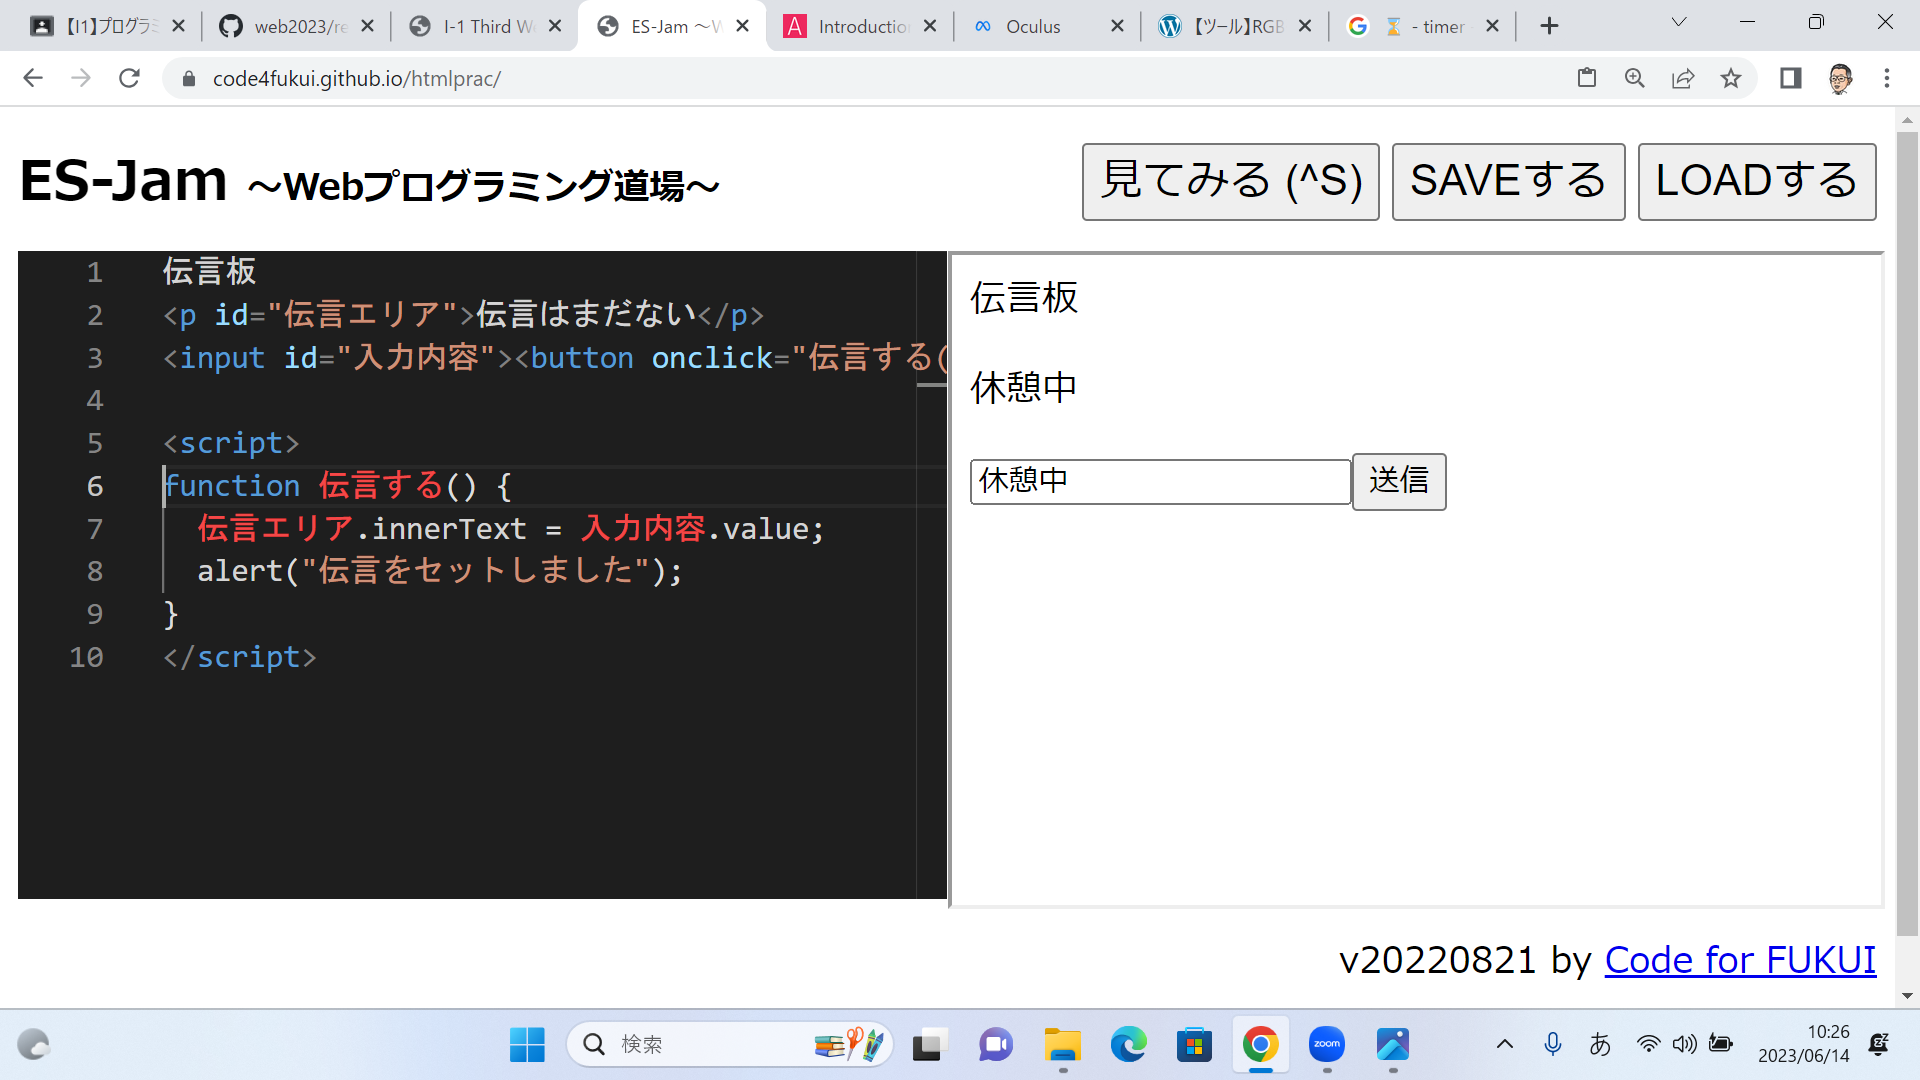 【I1】プログラミ
web2023/re
I-1 Third We
ES-Jam 〜W
Introductio
Oculus
【ツール】RGB
⌛ - timer -
code4fukui.github.io/htmlprac/
ES-Jam 〜Webプログラミング道場〜
見てみる (^S)
SAVEする
LOADする
1 伝言板
2 <p id="伝言エリア">伝言はまだない</p>
3 <input id="入力内容"><button onclick="伝言する(
4
5 <script>
6 function 伝言する() {
7 伝言エリア.innerText = 入力内容.value;
8 alert("伝言をセットしました");
9 }
10 </script>
伝言板
休憩中
休憩中
送信
v20220821 by Code for FUKUI
検索
zoom
あ
10:26
2023/06/14